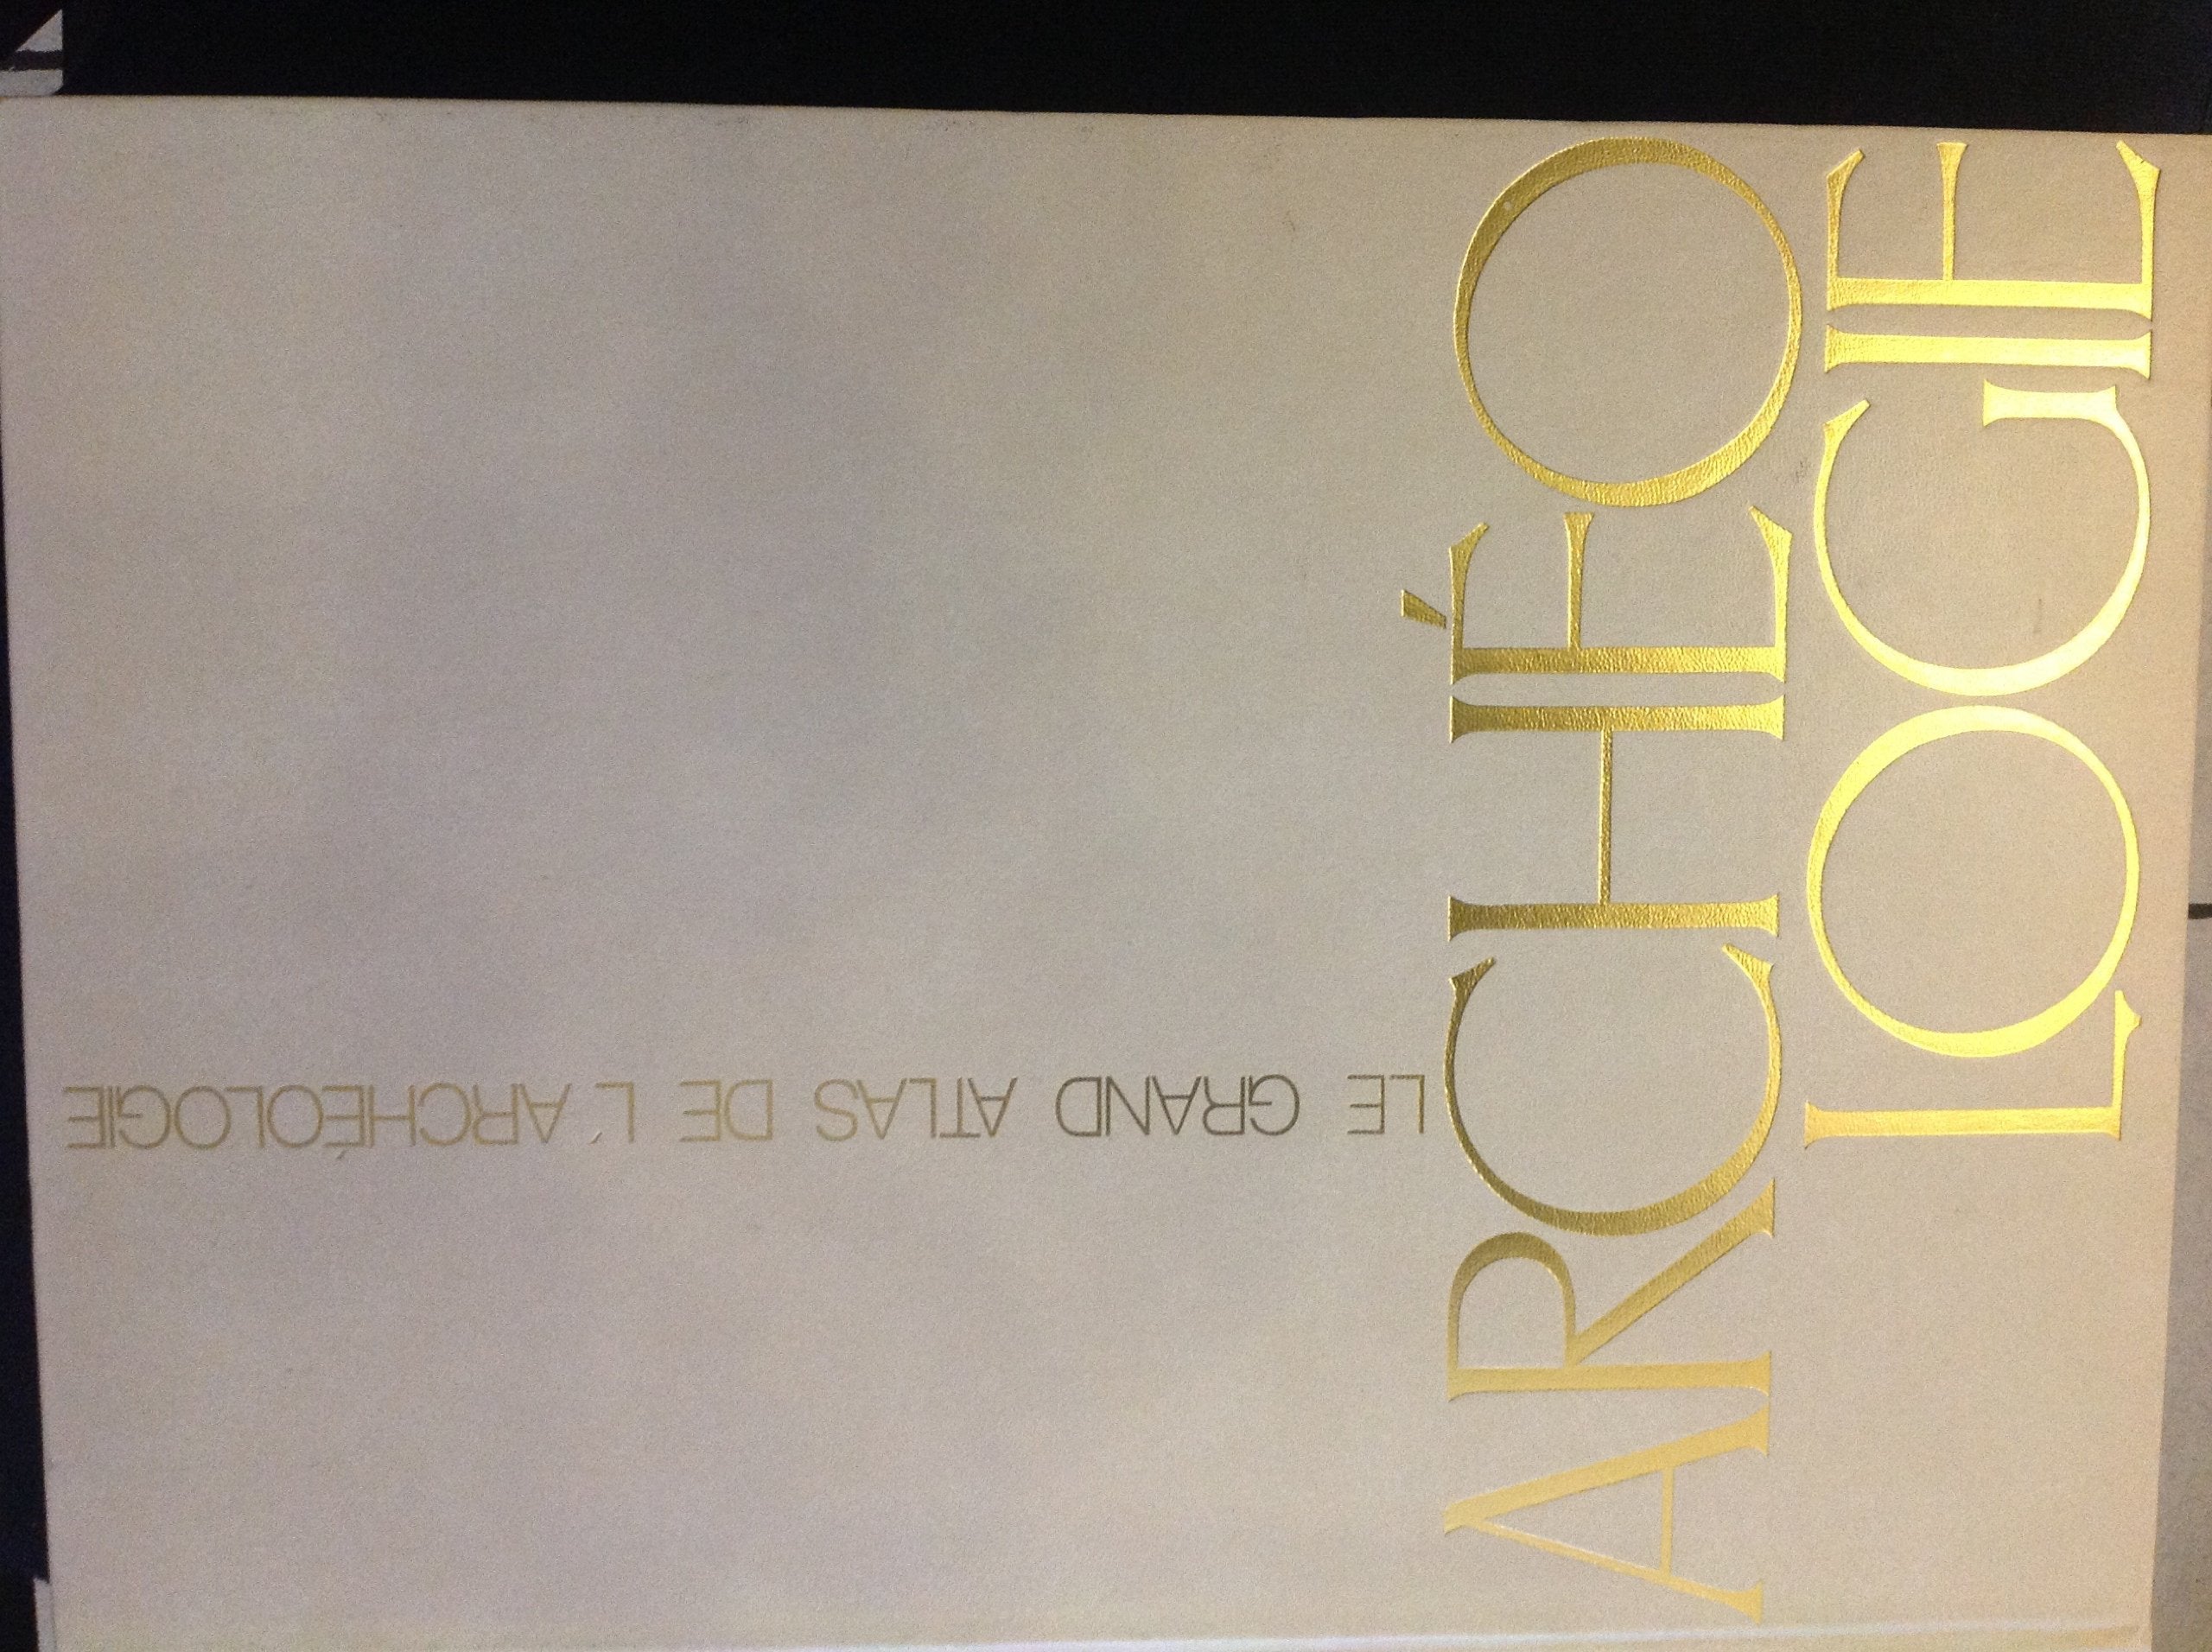 LE GRAND ATLAS DE L'ARCHÉOLOGIE
ARCHÉO
LOGIE